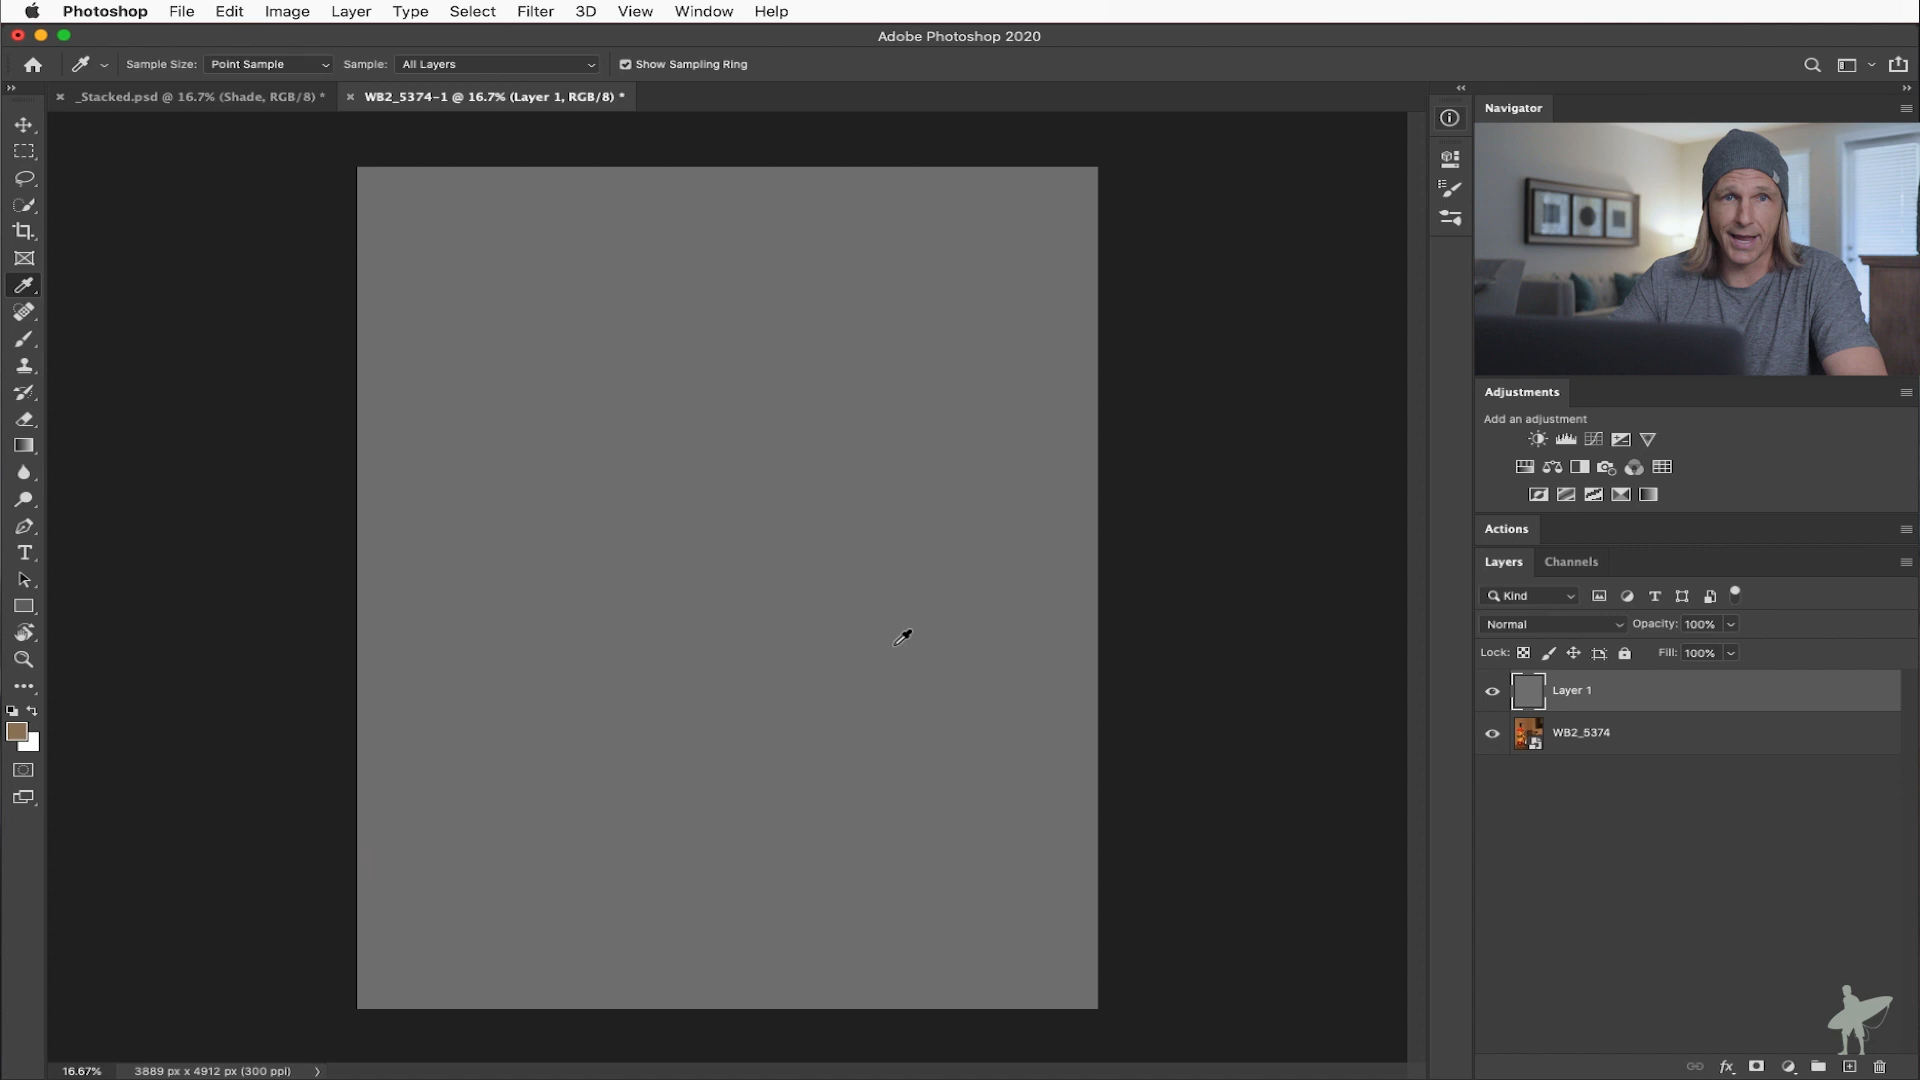 Photoshop File Edit Image Layer Type Select Filter 3D View Window Help
Adobe Photoshop 2020
Sample Size: Point Sample Sample: All Layers Show Sampling Ring
_Stacked.psd @ 16.7% (Shade, RGB/8) * WB2_5374-1 @ 16.7% (Layer 1, RGB/8) *
Navigator
Adjustments
Add an adjustment
Actions
Layers Channels
Kind
Normal Opacity: 100%
Lock: Fill: 100%
Layer 1
WB2_5374
16.67% 3889 px x 4912 px (300 ppi)